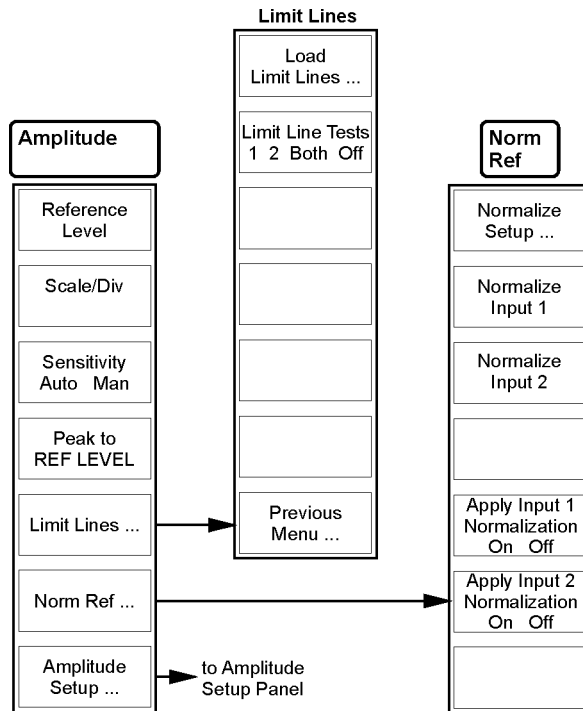 Limit Lines
Load
Limit Lines ...
Limit Line Tests
1 2 Both Off
Previous
Menu ...
Amplitude
Reference
Level
Scale/Div
Sensitivity
Auto Man
Peak to
REF LEVEL
Limit Lines ...
Norm Ref ...
Amplitude
Setup ...
to Amplitude
Setup Panel
Norm
Ref
Normalize
Setup ...
Normalize
Input 1
Normalize
Input 2
Apply Input 1
Normalization
On Off
Apply Input 2
Normalization
On Off